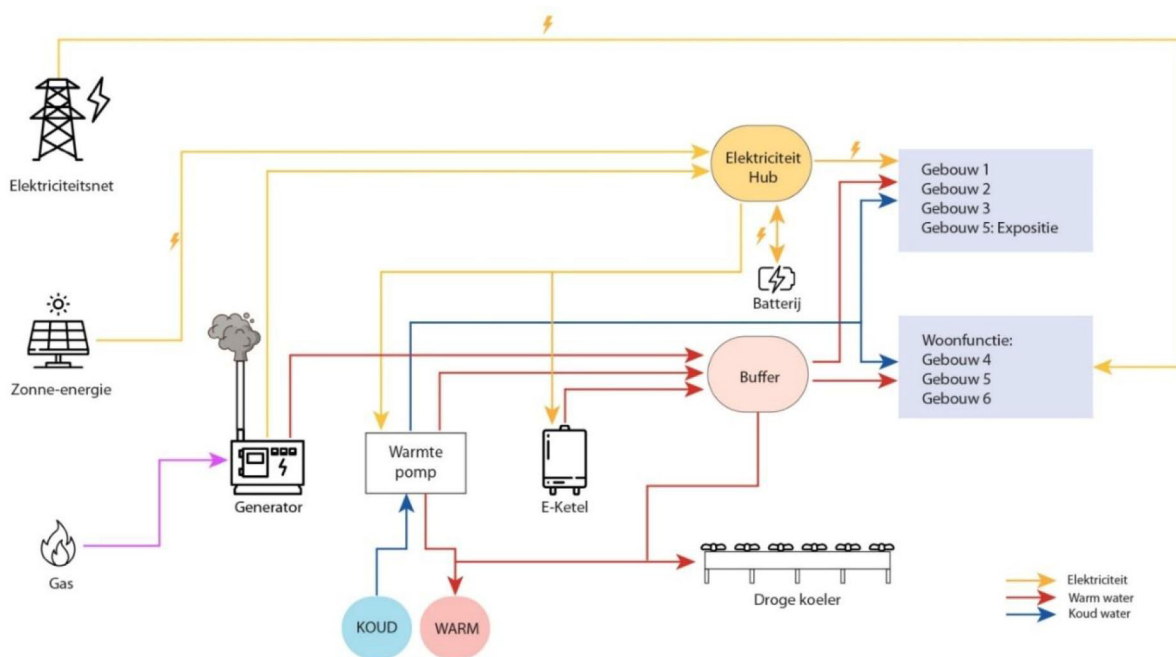 Elektriciteitsnet
Elektriciteit
Hub
Gebouw 1
Gebouw 2
Gebouw 3
Gebouw 5: Expositie
Batterij
Zonne-energie
Buffer
Woonfunctie:
Gebouw 4
Gebouw 5
Gebouw 6
Warmte
pomp
Generator
E-Ketel
Gas
KOUD
WARM
Droge koeler
Elektriciteit
Warm water
Koud water